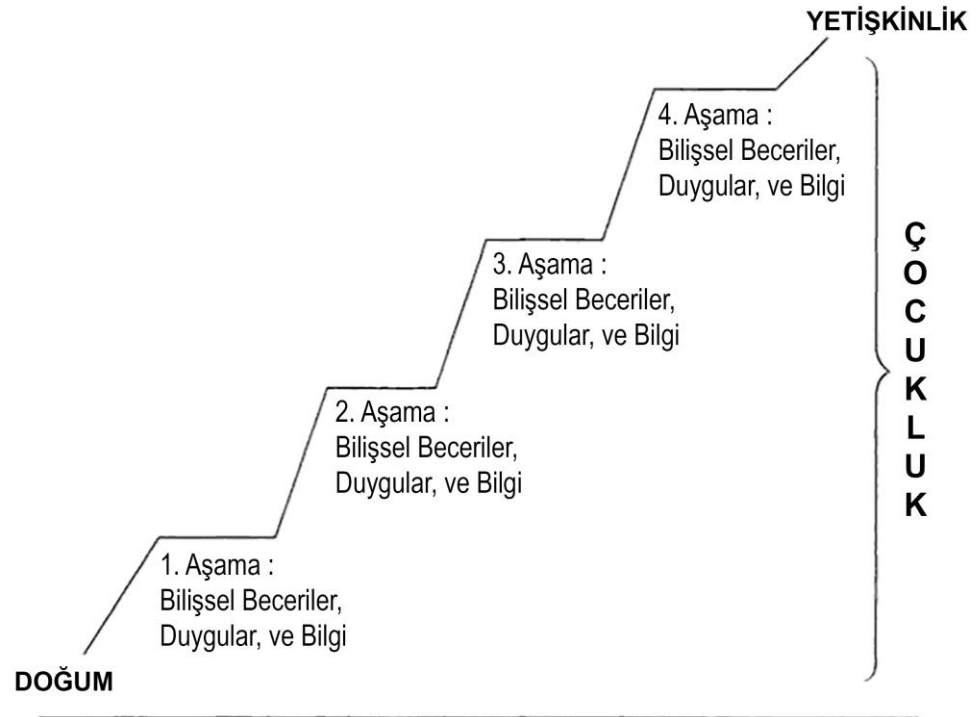 YETİŞKİNLİK
4. Aşama :
Bilişsel Beceriler,
Duygular, ve Bilgi
3. Aşama :
Bilişsel Beceriler,
Duygular, ve Bilgi
2. Aşama :
Bilişsel Beceriler,
Duygular, ve Bilgi
1. Aşama :
Bilişsel Beceriler,
Duygular, ve Bilgi
DOĞUM
ÇOCUKLUK